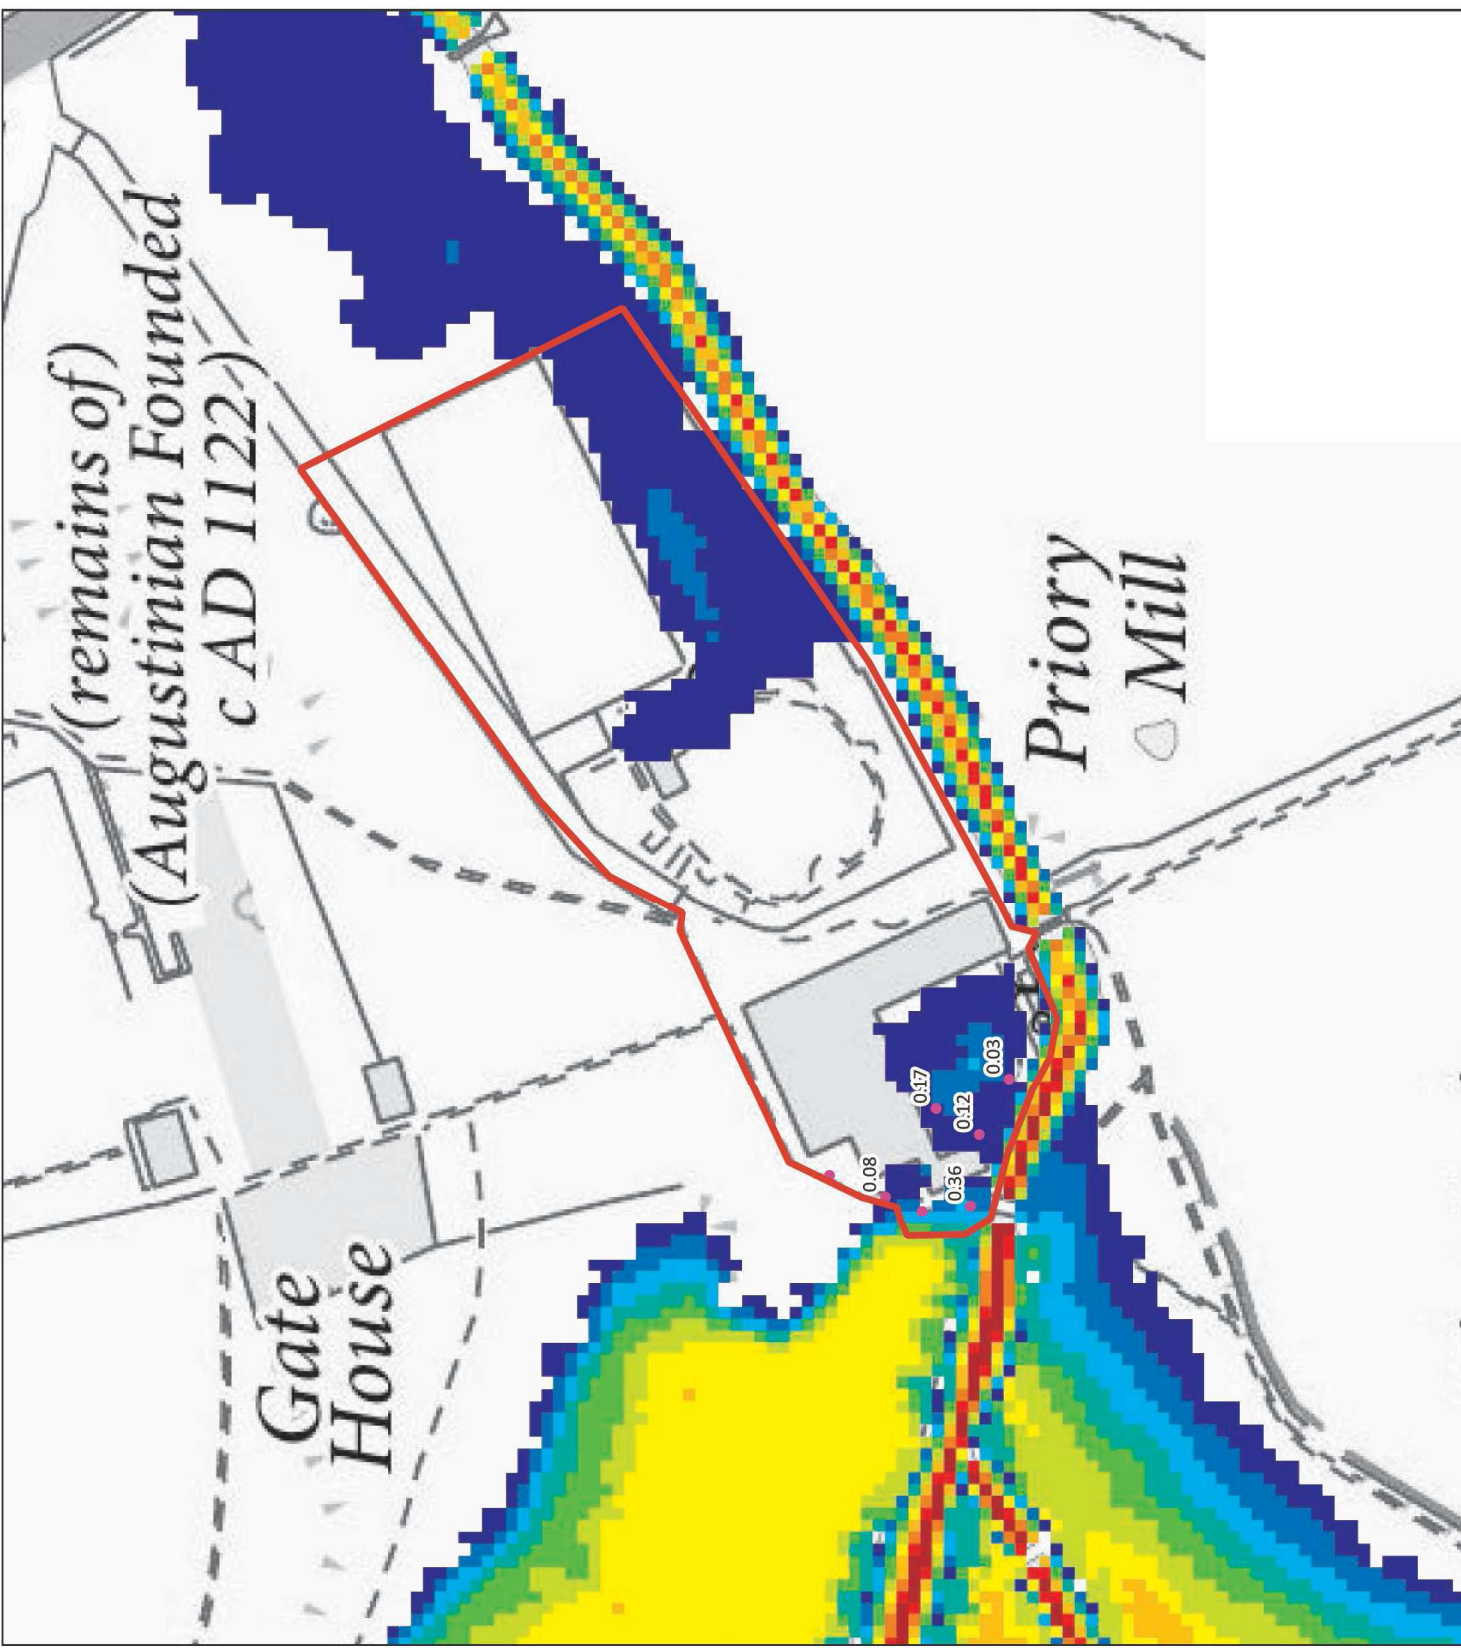 (remains of)
(Augustinian Founded
c AD 1122)
Gate
House
Priory
Mill
0.17
0.03
0.12
0.08
0.36